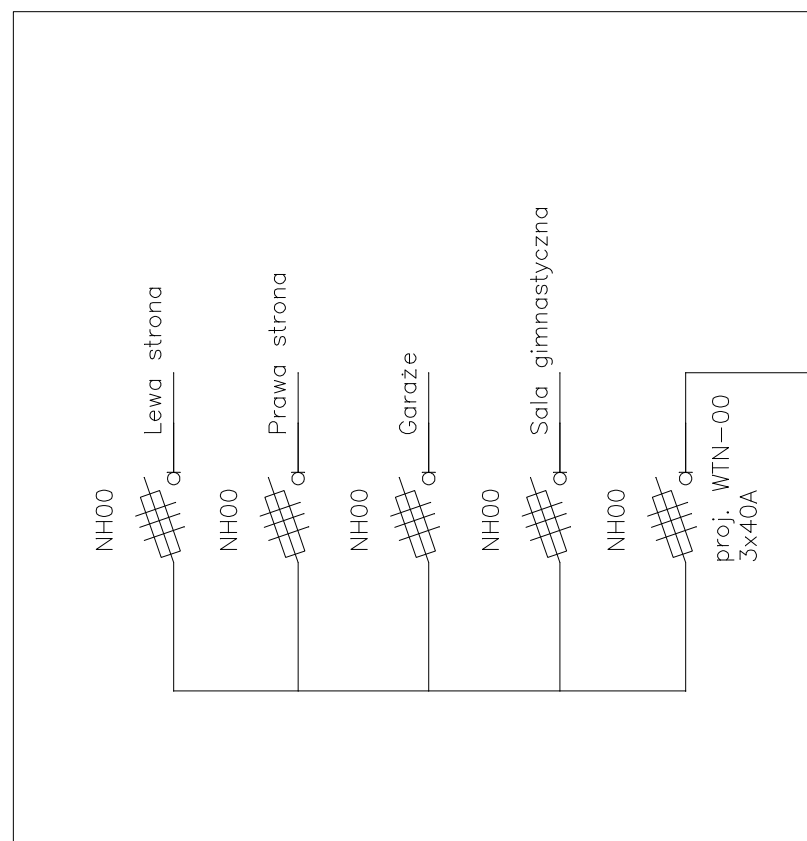 Lewa strona
NH00
Prawa strona
NH00
Garaże
NH00
Sala gimnastyczna
NH00
NH00
proj. WTN-00
3x40A